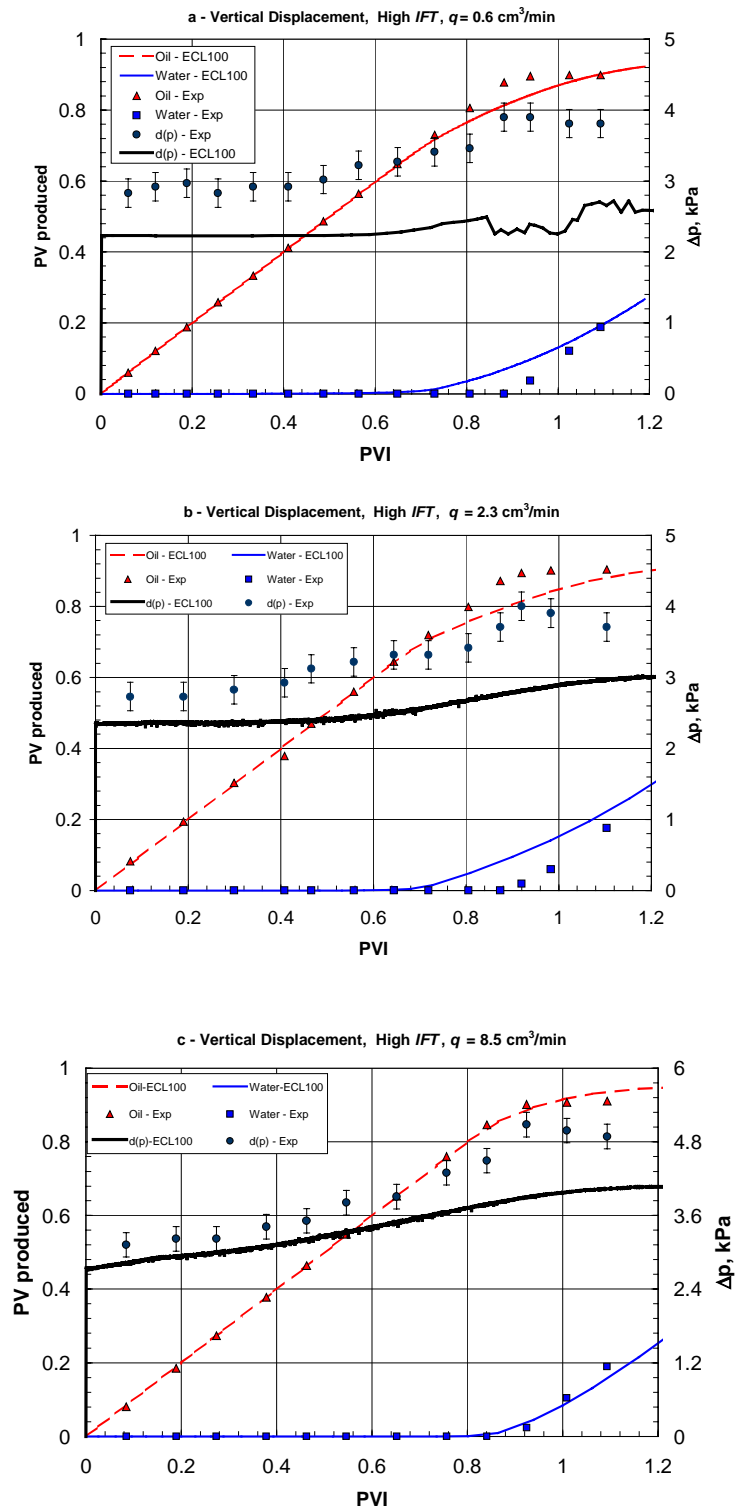 a - Vertical Displacement, High IFT, q = 0.6 cm³/min
Oil - ECL100
Water - ECL100
Oil - Exp
Water - Exp
d(p) - Exp
d(p) - ECL100
1
0.8
0.6
0.4
0.2
0
PV produced
5
4
3
2
1
0
Δp, kPa
0 0.2 0.4 0.6 0.8 1 1.2
PVI
b - Vertical Displacement, High IFT, q = 2.3 cm³/min
Oil - ECL100 Water - ECL100
Oil - Exp Water - Exp
d(p) - ECL100 d(p) - Exp
1
0.8
0.6
0.4
0.2
0
PV produced
5
4
3
2
1
0
Δp, kPa
0 0.2 0.4 0.6 0.8 1 1.2
PVI
c - Vertical Displacement, High IFT, q = 8.5 cm³/min
Oil-ECL100 Water-ECL100
Oil - Exp Water - Exp
d(p)-ECL100 d(p) - Exp
1
0.8
0.6
0.4
0.2
0
PV produced
6
4.8
3.6
2.4
1.2
0
Δp, kPa
0 0.2 0.4 0.6 0.8 1 1.2
PVI